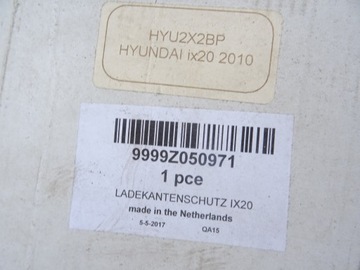 HYU2X2BP
HYUNDAI ix20 2010
9999Z050971
1 pce
LADEKANTENSCHUTZ IX20
made in the Netherlands
5-5-2017 QA15